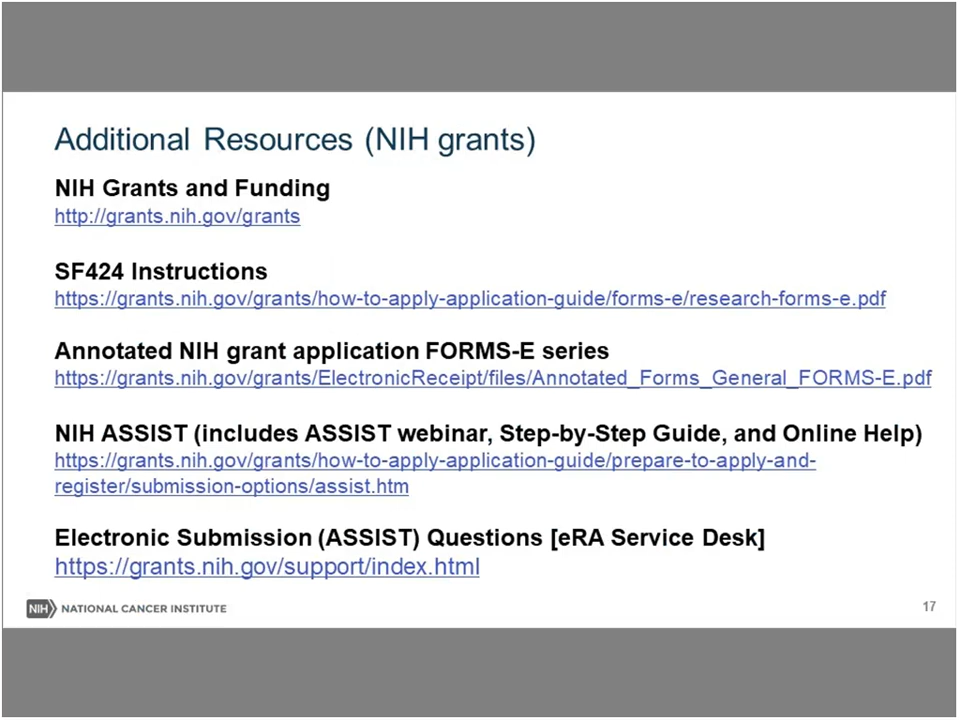 Additional Resources (NIH grants)
NIH Grants and Funding
http://grants.nih.gov/grants
SF424 Instructions
https://grants.nih.gov/grants/how-to-apply-application-guide/forms-e/research-forms-e.pdf
Annotated NIH grant application FORMS-E series
https://grants.nih.gov/grants/ElectronicReceipt/files/Annotated_Forms_General_FORMS-E.pdf
NIH ASSIST (includes ASSIST webinar, Step-by-Step Guide, and Online Help)
https://grants.nih.gov/grants/how-to-apply-application-guide/prepare-to-apply-and-
register/submission-options/assist.htm
Electronic Submission (ASSIST) Questions [eRA Service Desk]
https://grants.nih.gov/support/index.html
NIH NATIONAL CANCER INSTITUTE
17